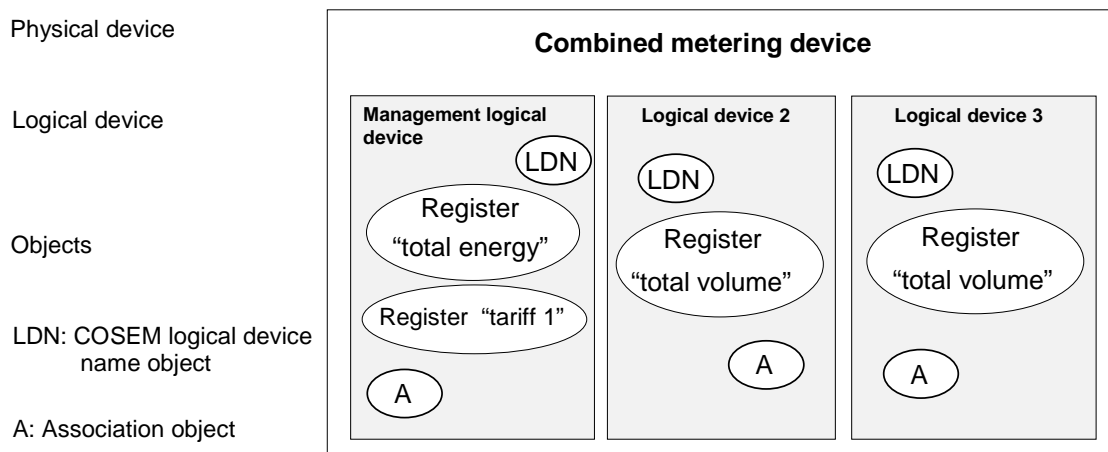 Physical device
Combined metering device
Logical device
Management logical
device
Logical device 2
Logical device 3
LDN
LDN
LDN
Objects
Register
“total energy”
Register “tariff 1”
Register
“total volume”
Register
“total volume”
LDN: COSEM logical device
name object
A
A
A
A: Association object